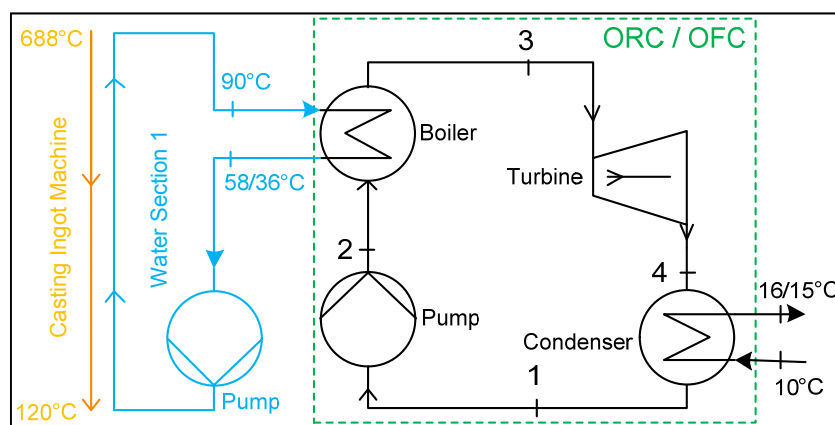 688°C
Casting Ingot Machine
120°C
Water Section 1
90°C
58/36°C
Pump
ORC / OFC
3
Boiler
Turbine
2
4
Pump
Condenser
16/15°C
10°C
1